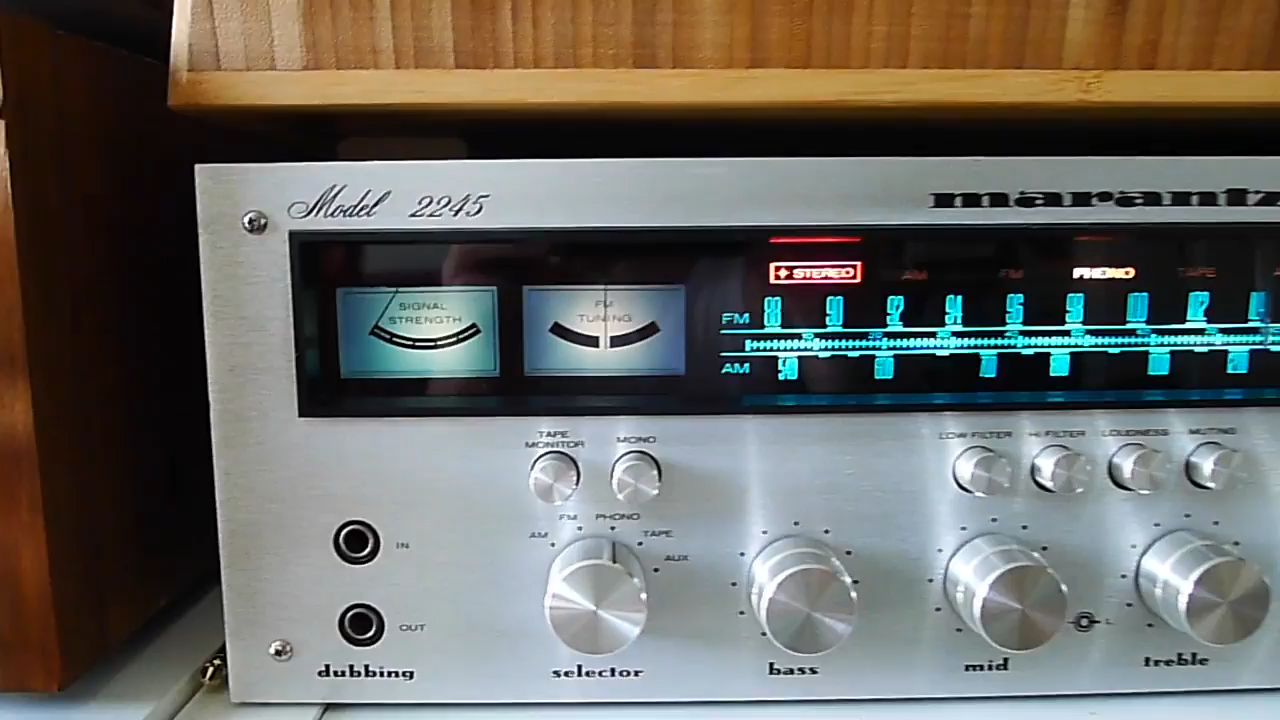 Model 2245
marantz
STEREO AM FM PHONO TAPE
SIGNAL STRENGTH
FM TUNING
FM 88 90 92 94 96 98 100 102
AM
TAPE MONITOR
MONO
LOW FILTER
HI FILTER
LOUDNESS
MUTING
AM FM PHONO TAPE AUX
IN
OUT
L
dubbing
selector
bass
mid
treble